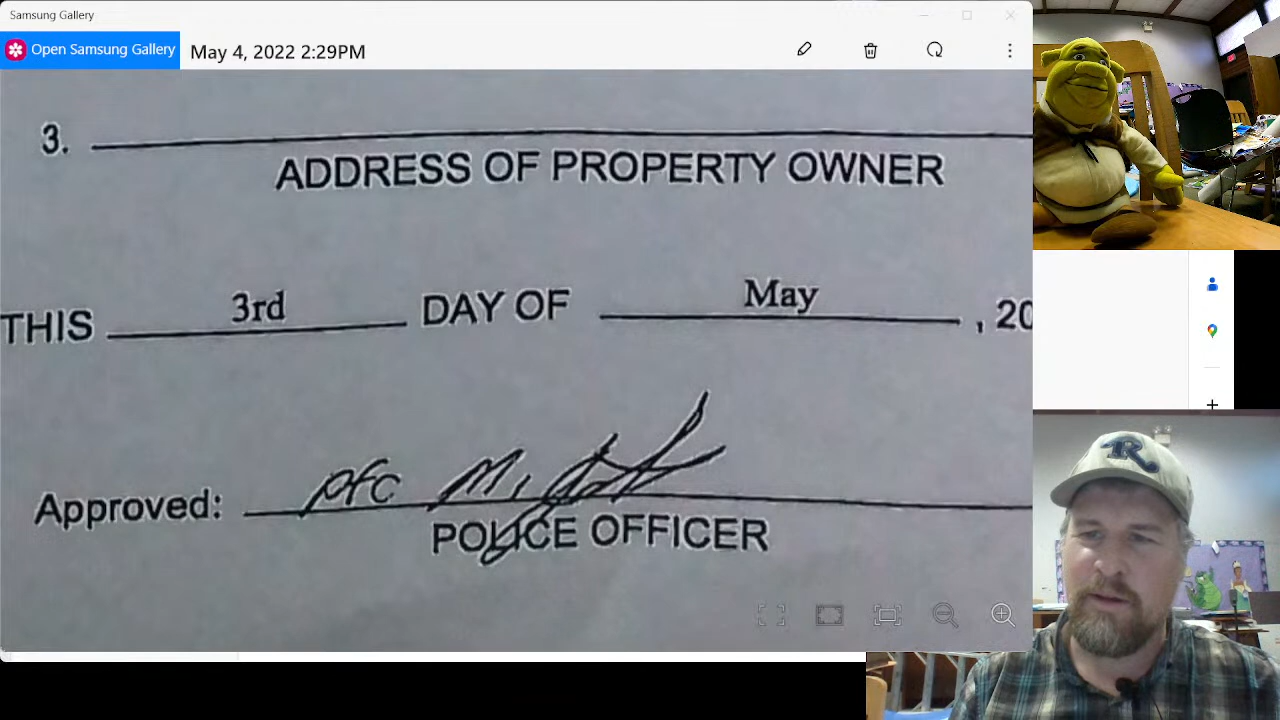 Samsung Gallery
Open Samsung Gallery May 4, 2022 2:29PM
3.
ADDRESS OF PROPERTY OWNER
THIS 3rd DAY OF May , 20
Approved: pfc M.
POLICE OFFICER
R